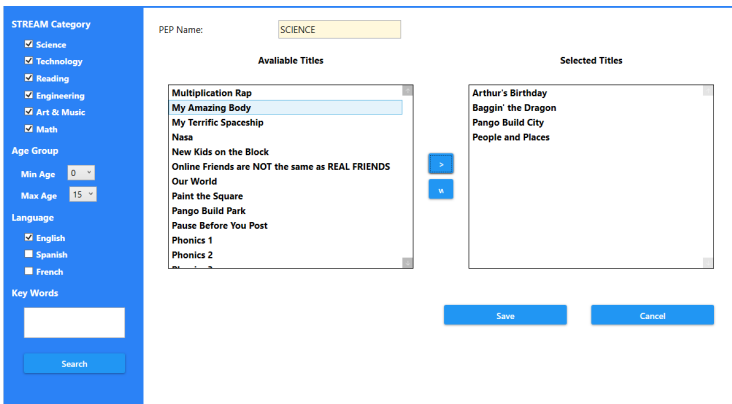 STREAM Category
Science
Technology
Reading
Engineering
Art & Music
Math
Age Group
Min Age 0
Max Age 15
Language
English
Spanish
French
Key Words
Search
PEP Name: SCIENCE
Avaliable Titles
Multiplication Rap
My Amazing Body
My Terrific Spaceship
Nasa
New Kids on the Block
Online Friends are NOT the same as REAL FRIENDS
Our World
Paint the Square
Pango Build Park
Pause Before You Post
Phonics 1
Phonics 2
>
Selected Titles
Arthur's Birthday
Baggin' the Dragon
Pango Build City
People and Places
Save
Cancel